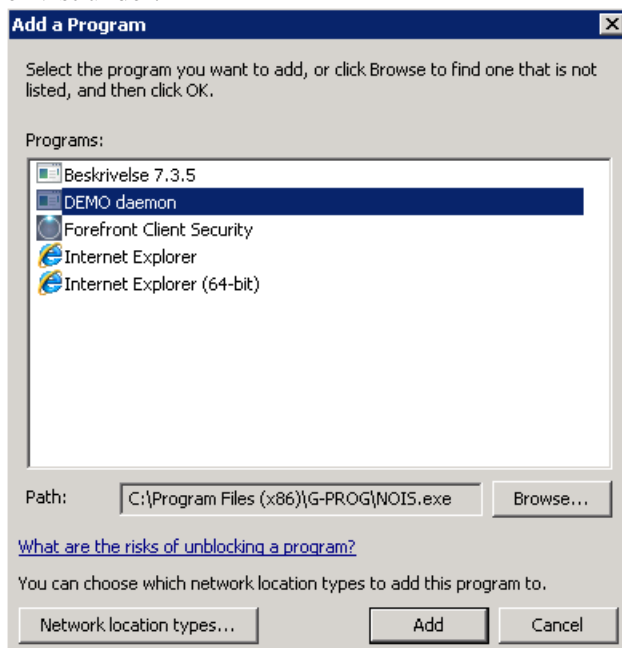 Add a Program
Select the program you want to add, or click Browse to find one that is not
listed, and then click OK.
Programs:
Beskrivelse 7.3.5
DEMO daemon
Forefront Client Security
Internet Explorer
Internet Explorer (64-bit)
Path: C:\Program Files (x86)\G-PROG\NOIS.exe Browse...
What are the risks of unblocking a program?
You can choose which network location types to add this program to.
Network location types... Add Cancel